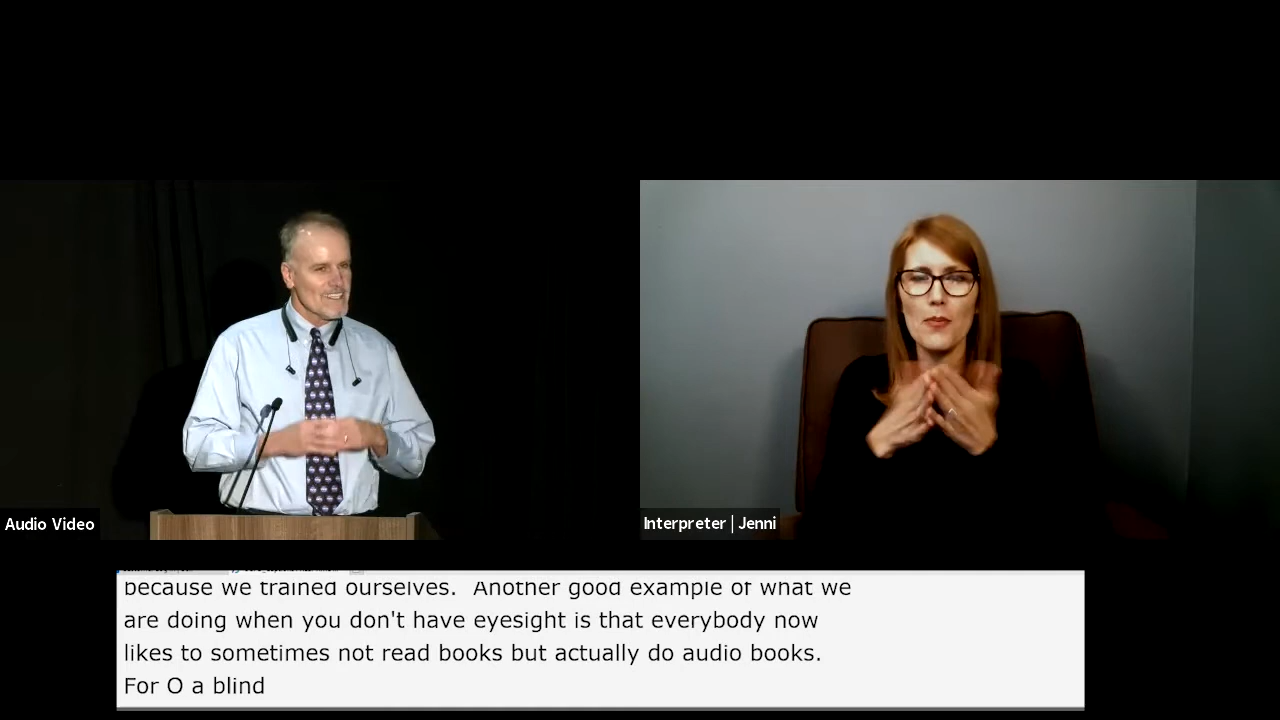 Audio Video
Interpreter | Jenni
because we trained ourselves.  Another good example of what we
are doing when you don't have eyesight is that everybody now
likes to sometimes not read books but actually do audio books.
For O a blind